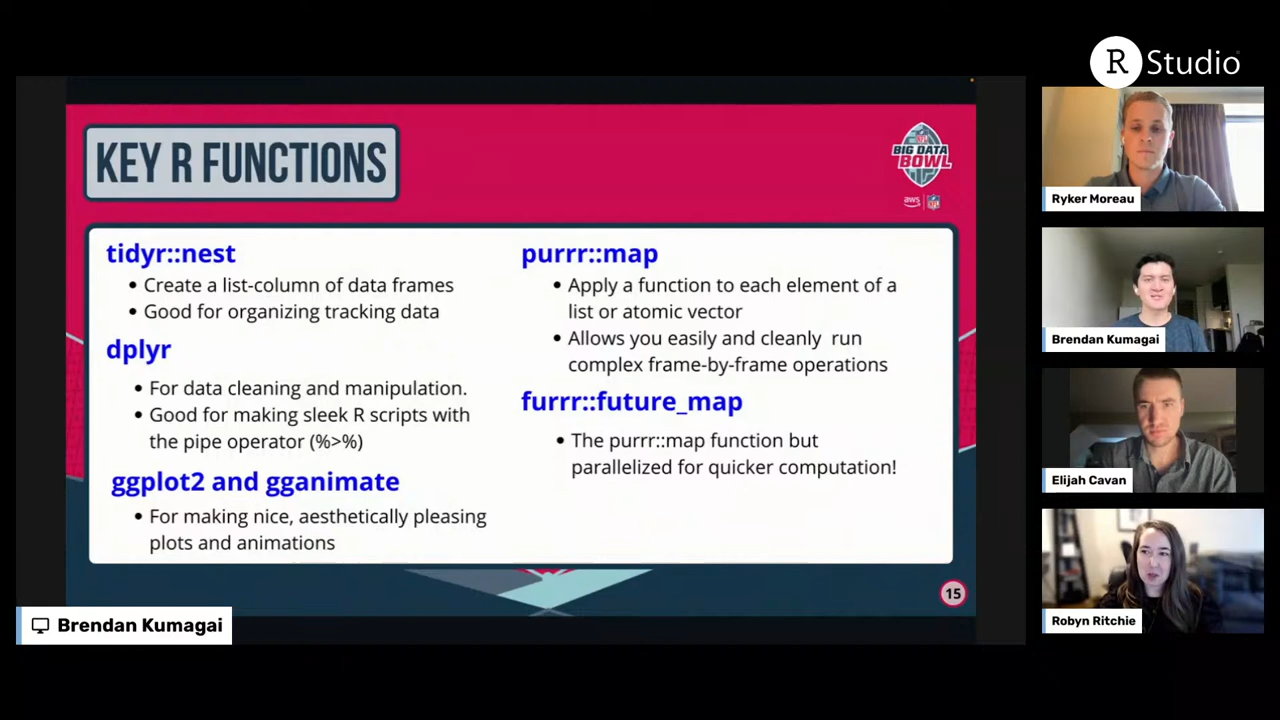 R Studio
KEY R FUNCTIONS
BIG DATA
BOWL
aws
tidyr::nest
• Create a list-column of data frames
• Good for organizing tracking data
dplyr
• For data cleaning and manipulation.
• Good for making sleek R scripts with
the pipe operator (%>%)
ggplot2 and gganimate
• For making nice, aesthetically pleasing
plots and animations
purrr::map
• Apply a function to each element of a
list or atomic vector
• Allows you easily and cleanly run
complex frame-by-frame operations
furrr::future_map
• The purrr::map function but
parallelized for quicker computation!
15
Brendan Kumagai
Ryker Moreau
Brendan Kumagai
Elijah Cavan
Robyn Ritchie